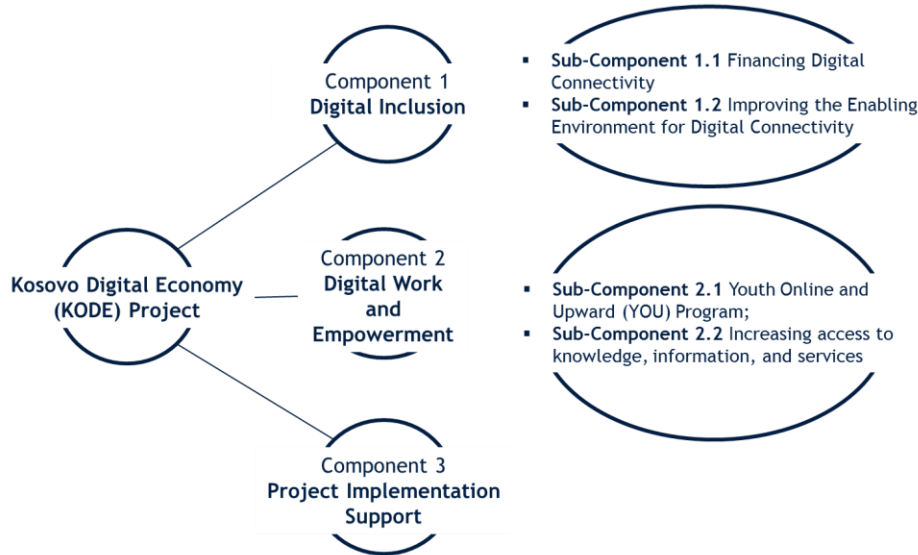 Component 1
Digital Inclusion
▪ Sub-Component 1.1 Financing Digital
Connectivity
▪ Sub-Component 1.2 Improving the Enabling
Environment for Digital Connectivity
Kosovo Digital Economy
(KODE) Project
Component 2
Digital Work
and
Empowerment
▪ Sub-Component 2.1 Youth Online and
Upward (YOU) Program;
▪ Sub-Component 2.2 Increasing access to
knowledge, information, and services
Component 3
Project Implementation
Support